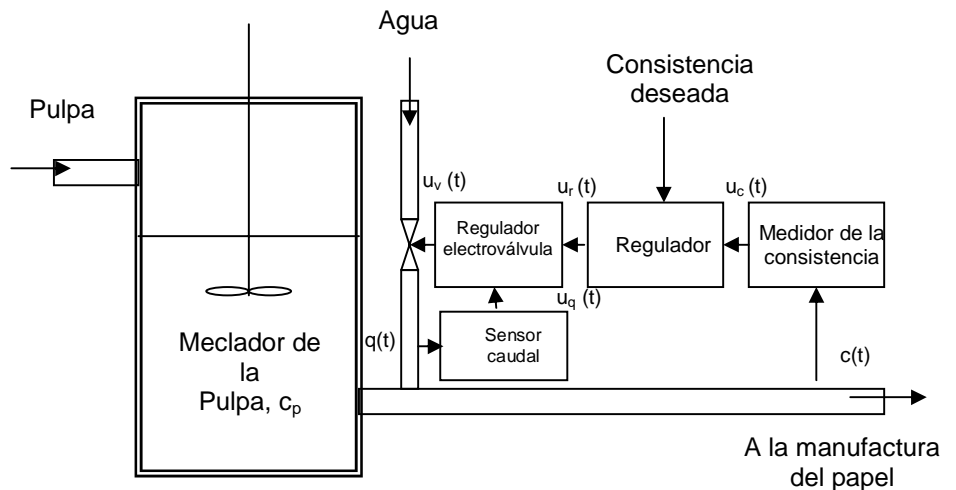 Agua
Consistencia
deseada
Pulpa
u_v (t)
u_r (t)
u_c (t)
Regulador
electroválvula
Regulador
Medidor de la
consistencia
u_q (t)
q(t)
Sensor
caudal
c(t)
Meclador de
la
Pulpa, c_p
A la manufactura
del papel